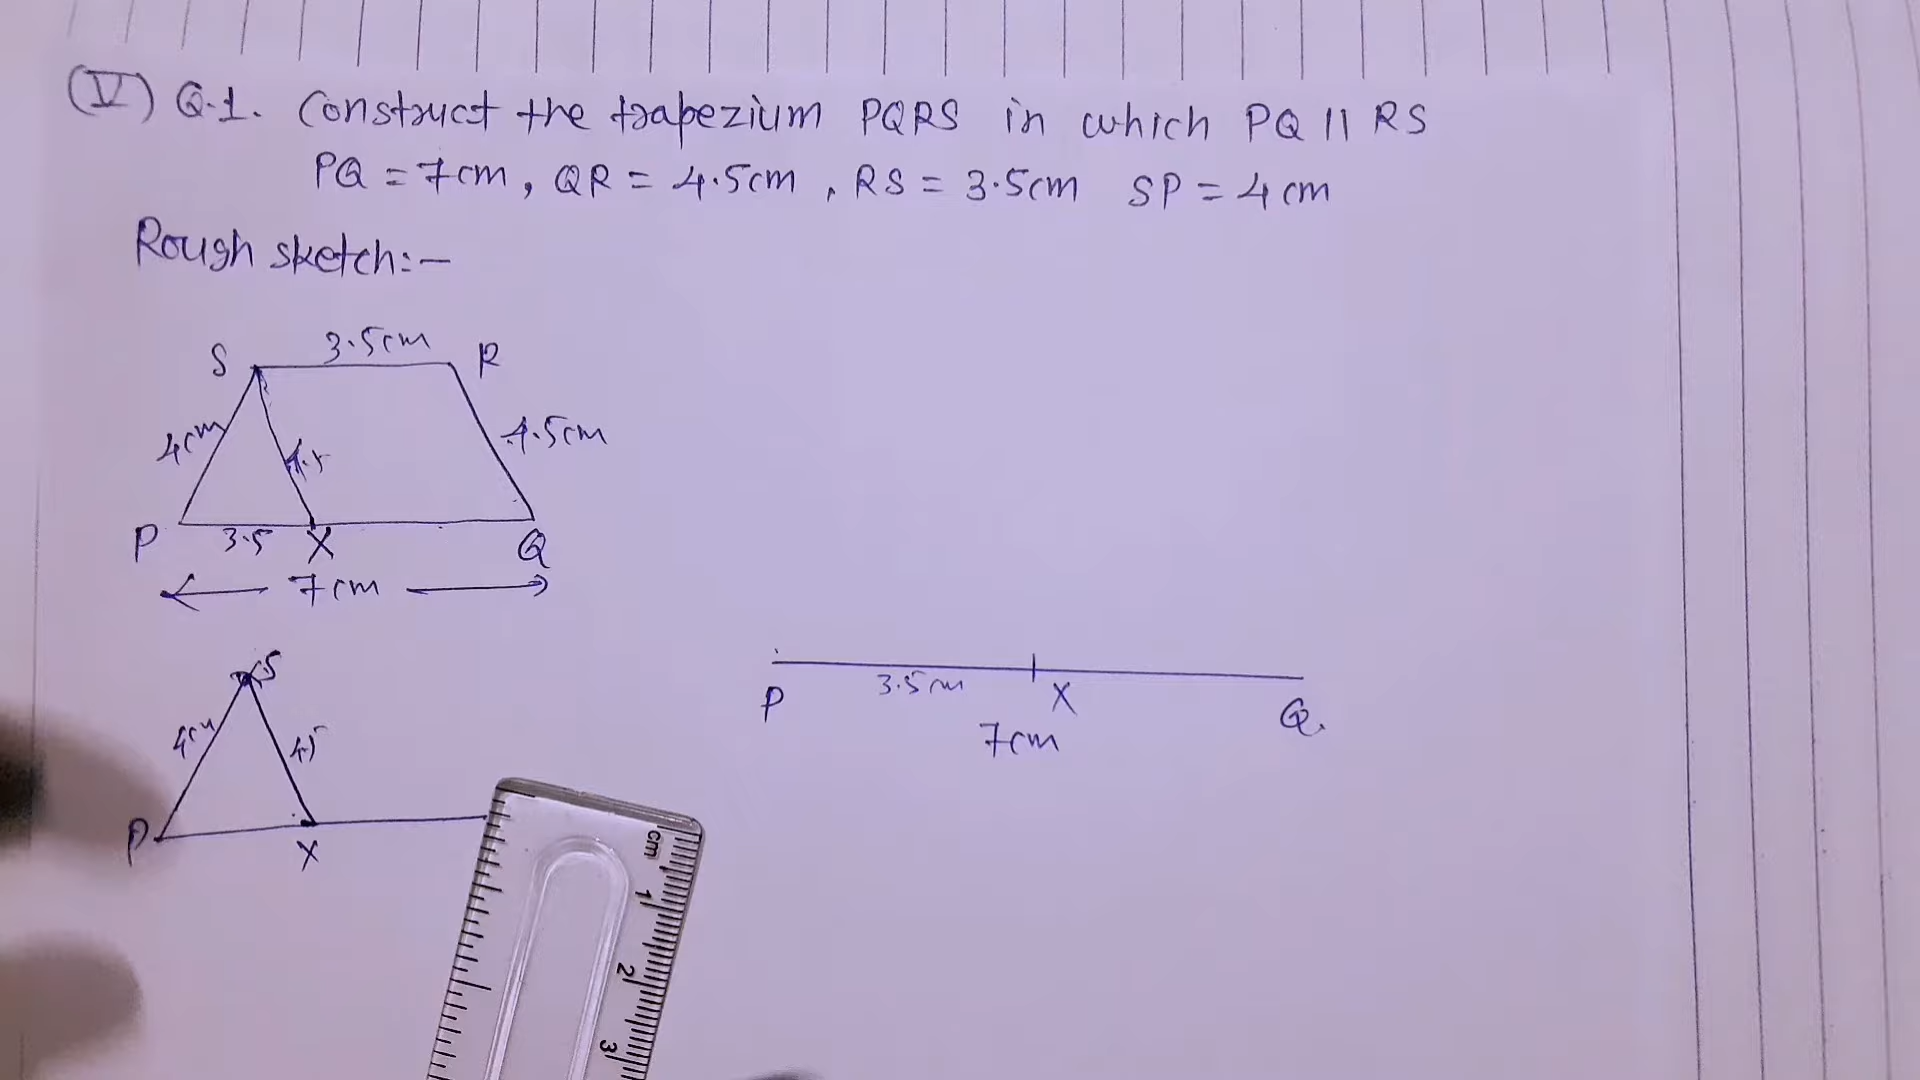 (V) Q.1. Construct the trapezium PQRS in which PQ || RS
PQ = 7cm, QR = 4.5cm, RS = 3.5cm SP = 4cm
Rough sketch:-
S 3.5cm R
4cm 4.5cm
P 3.5 X Q
7cm
S
4cm 4.5
P X
P 3.5cm X Q.
7cm
cm
1
2
3